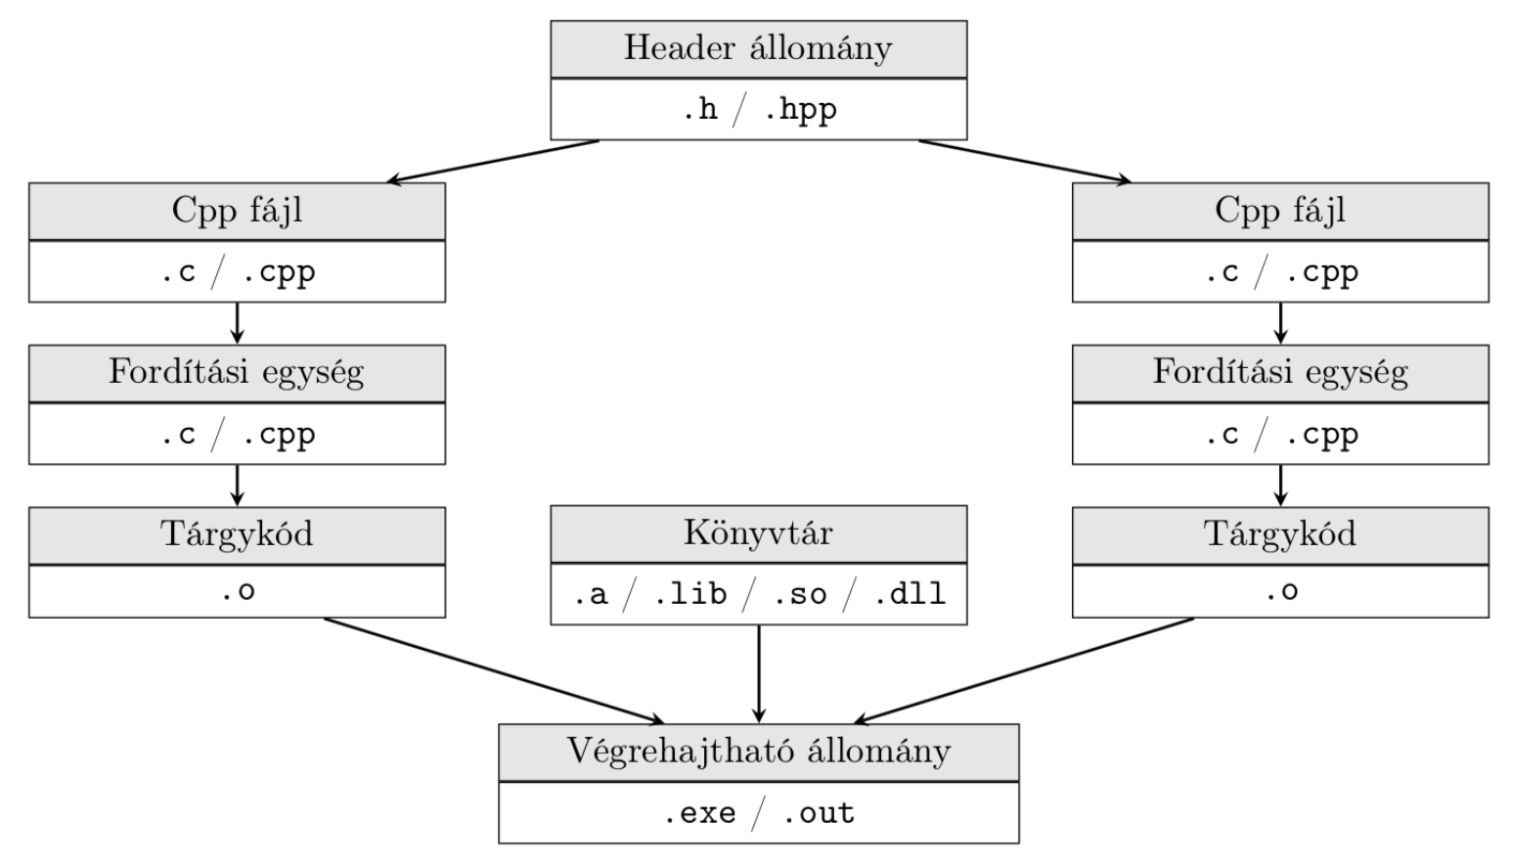 Header állomány
.h / .hpp
Cpp fájl
.c / .cpp
Cpp fájl
.c / .cpp
Fordítási egység
.c / .cpp
Fordítási egység
.c / .cpp
Tárgykód
.o
Könyvtár
.a / .lib / .so / .dll
Tárgykód
.o
Végrehajtható állomány
.exe / .out